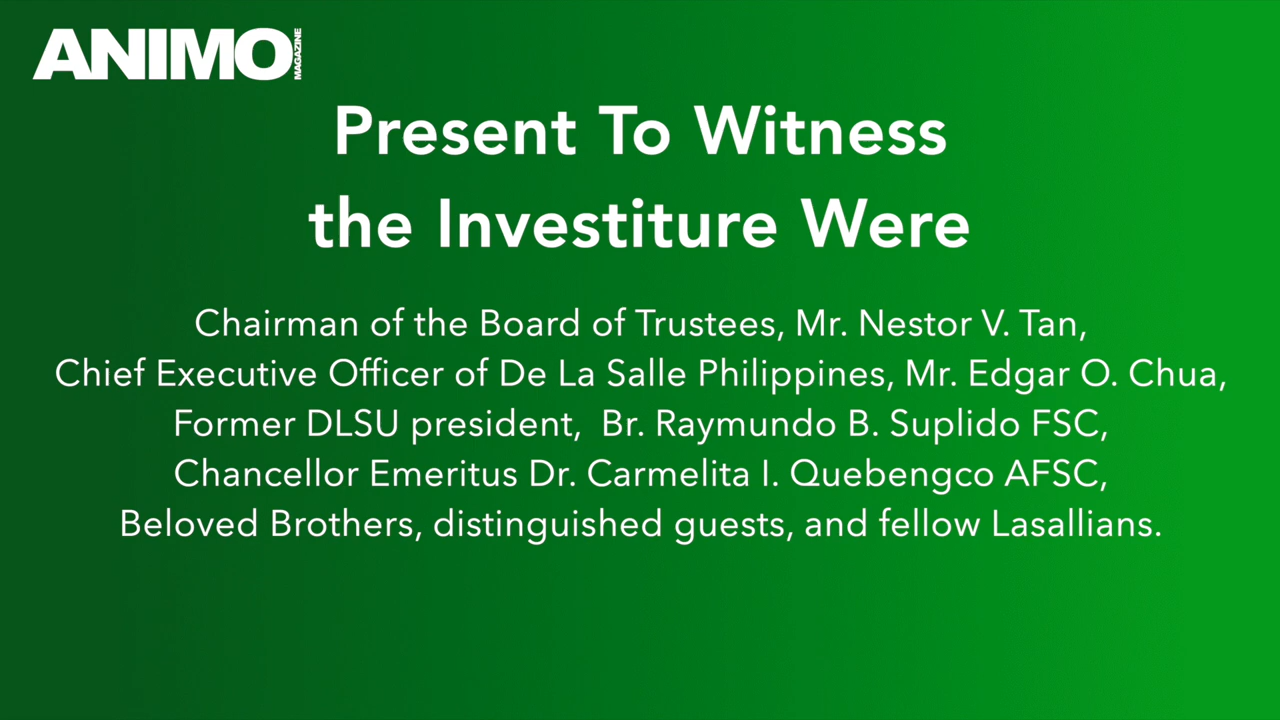 ANIMO MAGAZINE
Present To Witness
the Investiture Were
Chairman of the Board of Trustees, Mr. Nestor V. Tan,
Chief Executive Officer of De La Salle Philippines, Mr. Edgar O. Chua,
Former DLSU president,  Br. Raymundo B. Suplido FSC,
Chancellor Emeritus Dr. Carmelita I. Quebengco AFSC,
Beloved Brothers, distinguished guests, and fellow Lasallians.